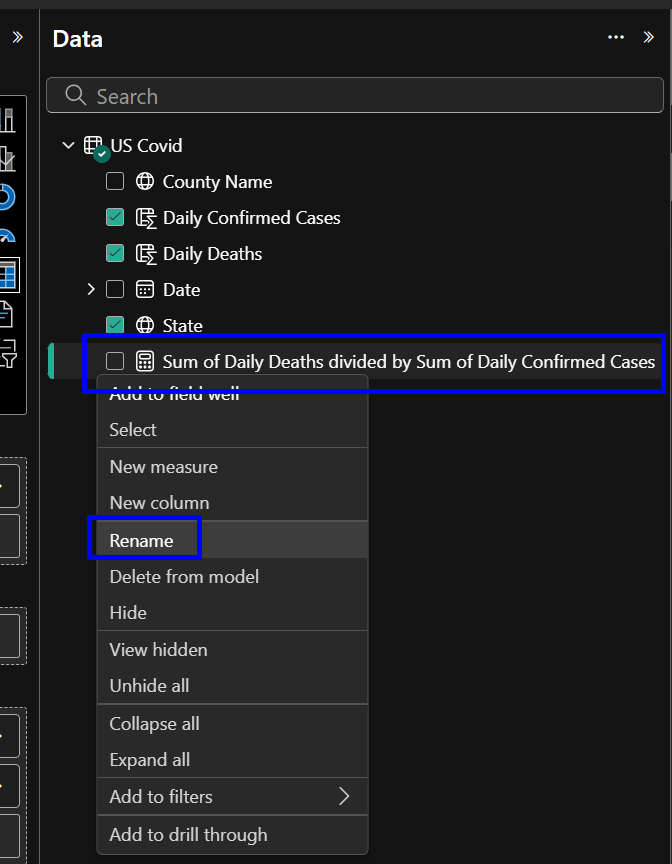 Data
Search
US Covid
County Name
Daily Confirmed Cases
Daily Deaths
Date
State
Sum of Daily Deaths divided by Sum of Daily Confirmed Cases
Add to field well
Select
New measure
New column
Rename
Delete from model
Hide
View hidden
Unhide all
Collapse all
Expand all
Add to filters
Add to drill through